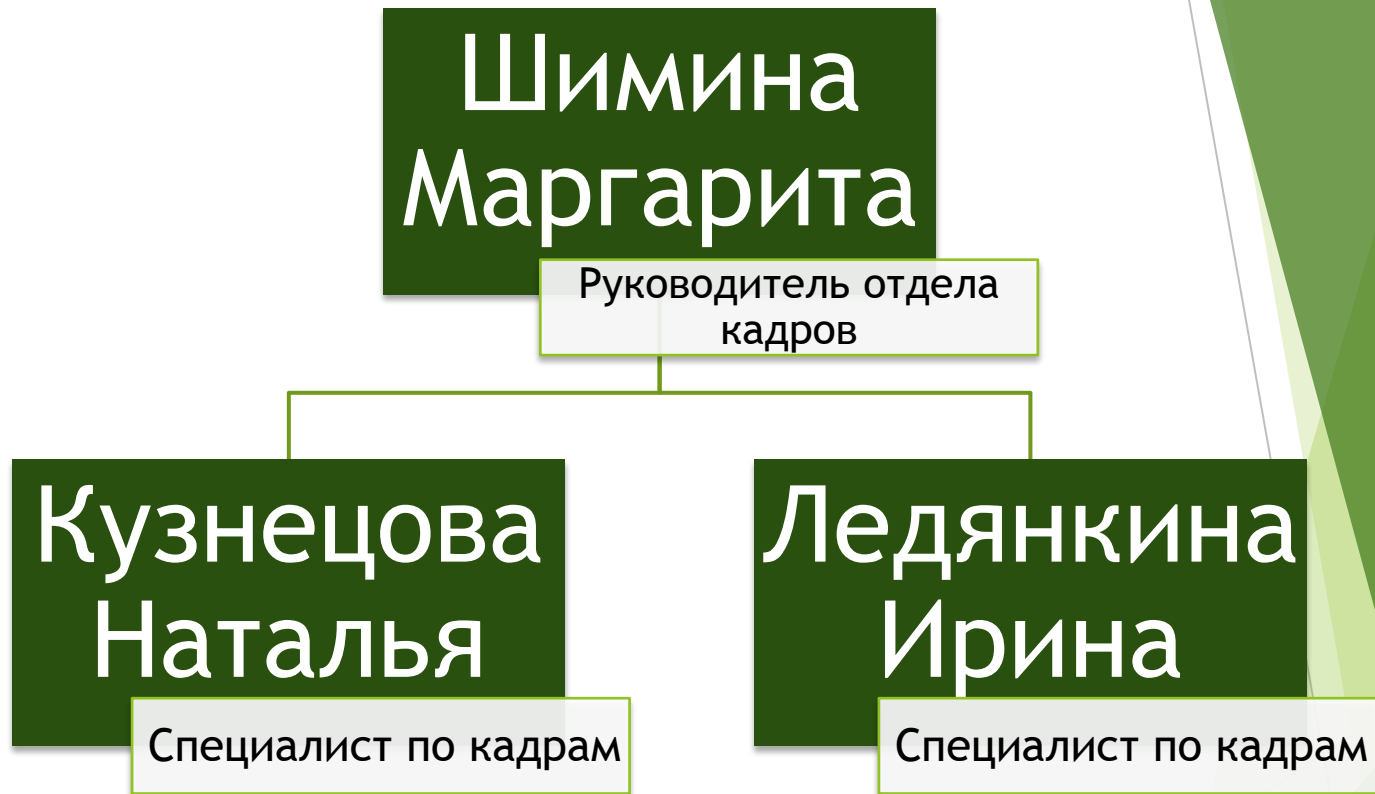 Шимина
Маргарита
Руководитель отдела
кадров
Кузнецова
Наталья
Специалист по кадрам
Ледянкина
Ирина
Специалист по кадрам